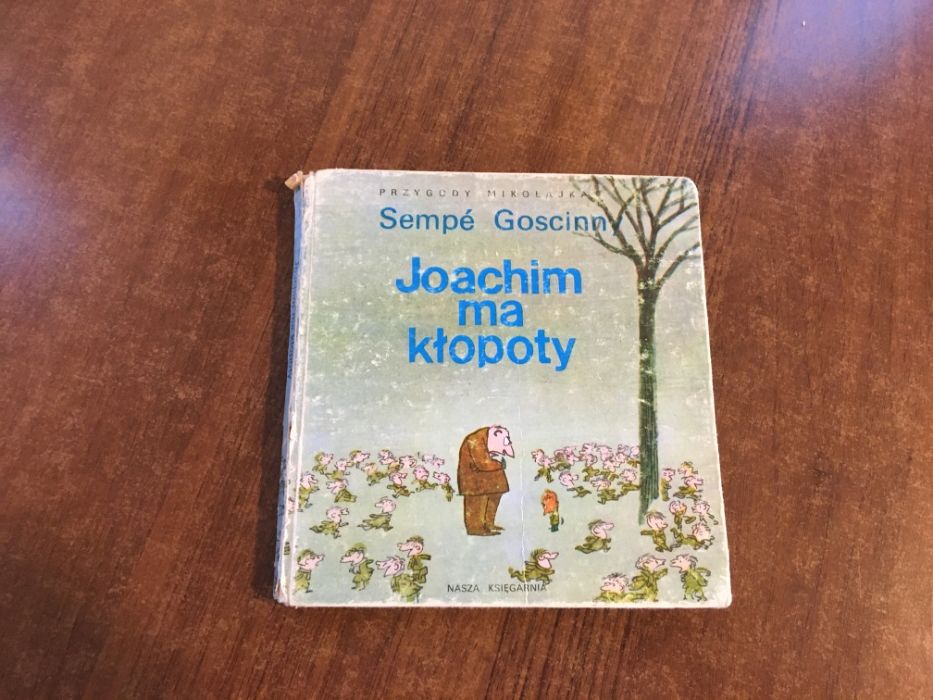 PRZYGODY MIKOŁAJKA
Sempé Goscinny
Joachim
ma
kłopoty
NASZA KSIĘGARNIA